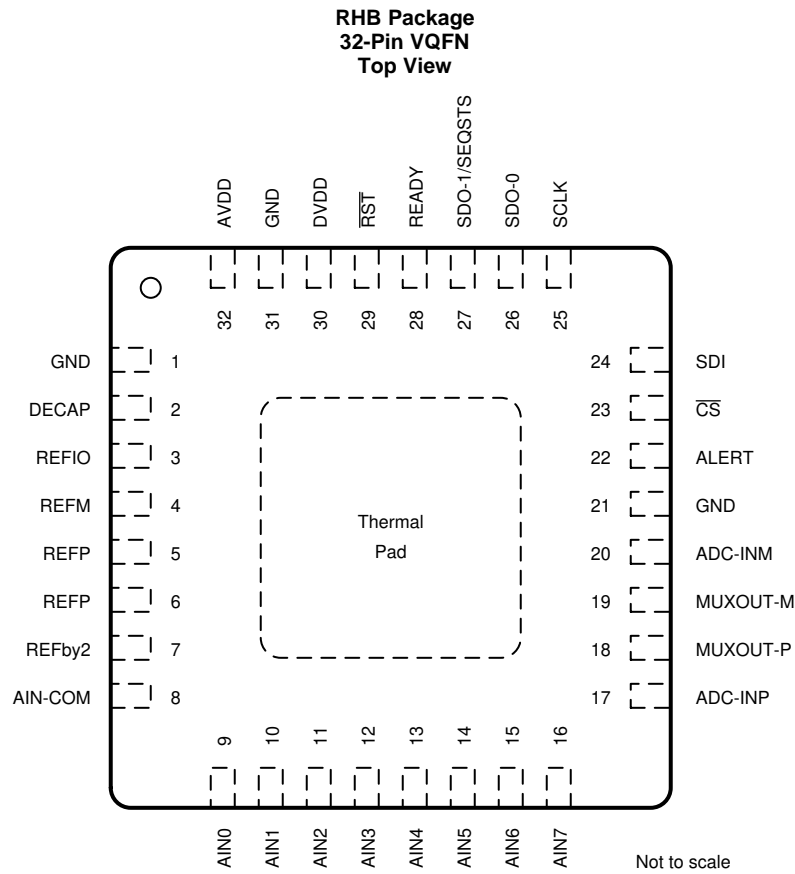 RHB Package
32-Pin VQFN
Top View
AVDD
GND
DVDD
R̅S̅T̅
READY
SDO-1/SEQSTS
SDO-0
SCLK
32
31
30
29
28
27
26
25
GND 1
DECAP 2
REFIO 3
REFM 4
REFP 5
REFP 6
REFby2 7
AIN-COM 8
24 SDI
23 C̅S̅
22 ALERT
21 GND
20 ADC-INM
19 MUXOUT-M
18 MUXOUT-P
17 ADC-INP
Thermal
Pad
9
10
11
12
13
14
15
16
AIN0
AIN1
AIN2
AIN3
AIN4
AIN5
AIN6
AIN7
Not to scale